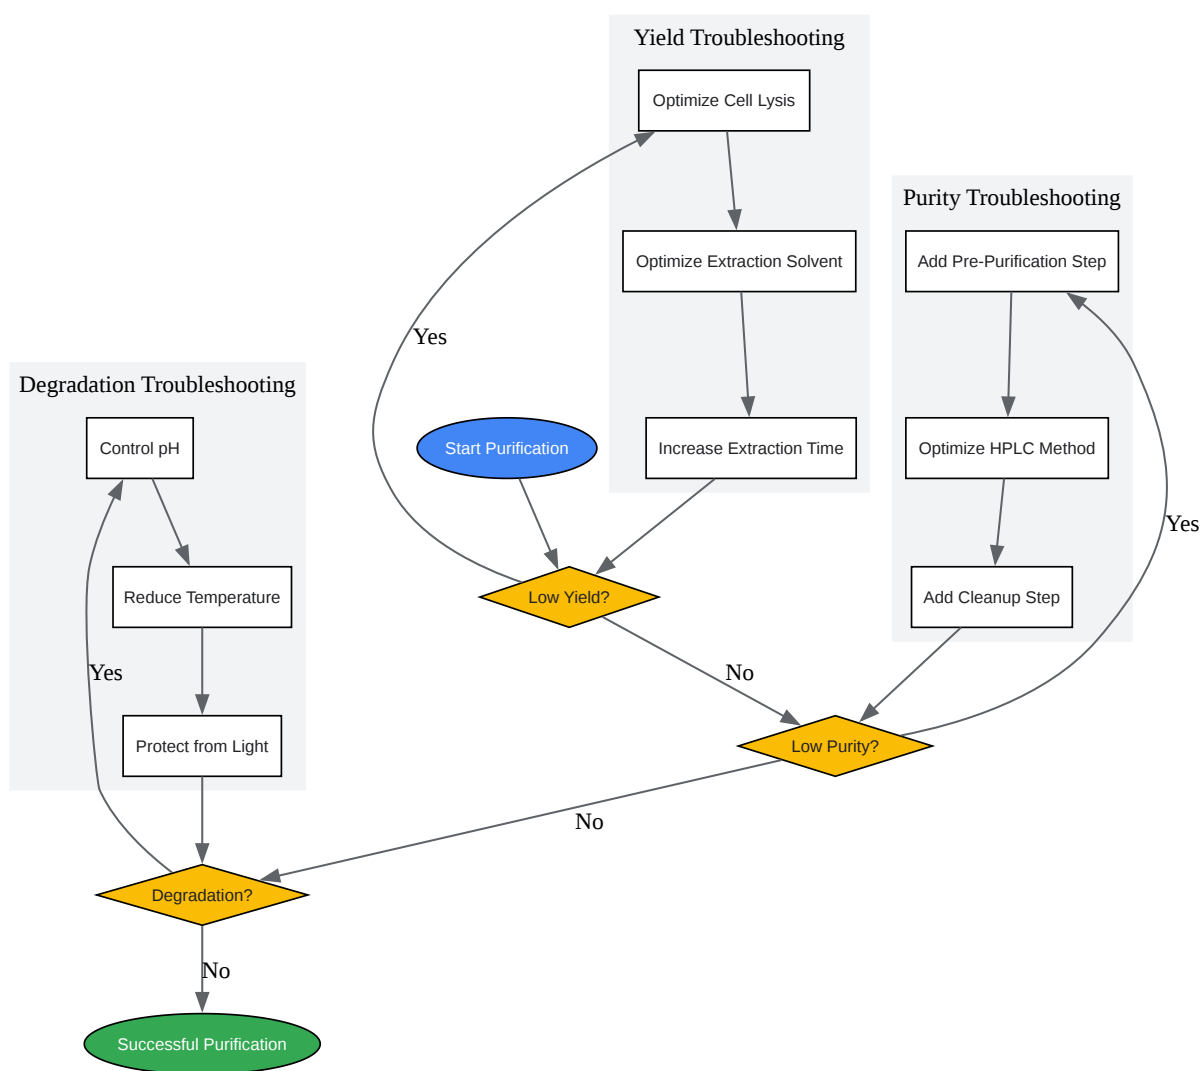 Yield Troubleshooting
Optimize Cell Lysis
Purity Troubleshooting
Optimize Extraction Solvent
Add Pre-Purification Step
Yes
Degradation Troubleshooting
Control pH
Start Purification
Increase Extraction Time
Optimize HPLC Method
Yes
Reduce Temperature
Low Yield?
Add Cleanup Step
Yes
No
Protect from Light
Low Purity?
No
Degradation?
No
Successful Purification